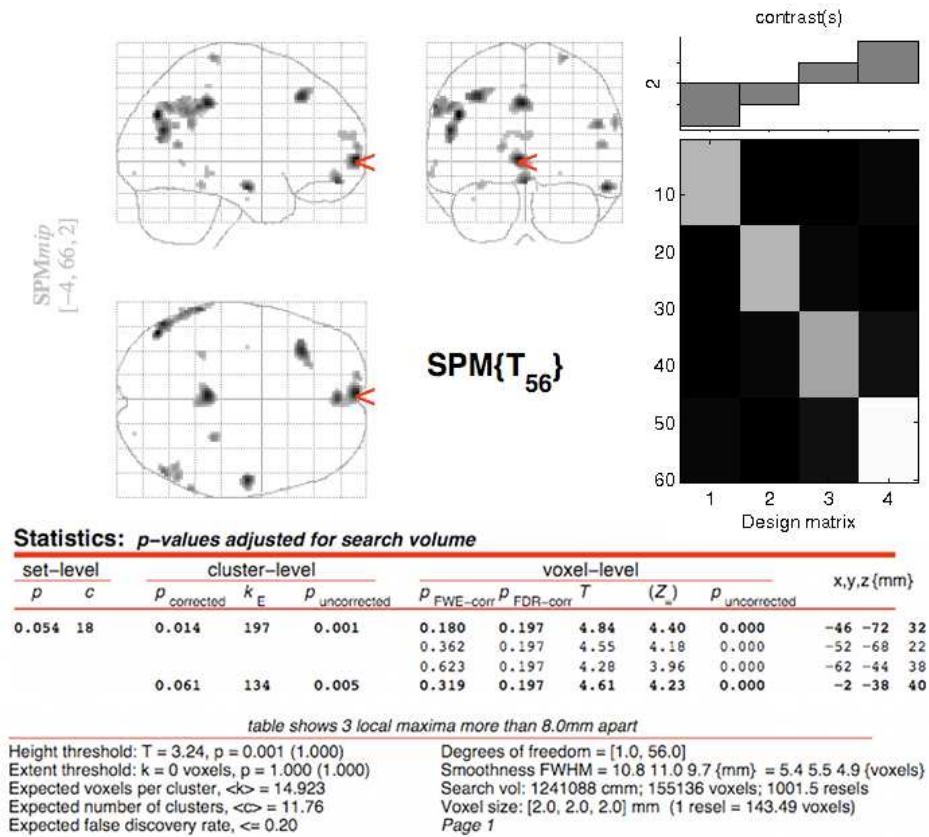 contrast(s)
2
SPMmip
[−4, 66, 2]
SPM{T56}
10
20
30
40
50
60
1 2 3 4
Design matrix
Statistics: p−values adjusted for search volume
set−level cluster−level voxel−level x,y,z {mm}
p c p corrected k E p uncorrected p FWE−corr p FDR−corr T (Z≡) p uncorrected
0.054 18 0.014 197 0.001 0.180 0.197 4.84 4.40 0.000 −46 −72 32
0.362 0.197 4.55 4.18 0.000 −52 −68 22
0.623 0.197 4.28 3.96 0.000 −62 −44 38
0.061 134 0.005 0.319 0.197 4.61 4.23 0.000 −2 −38 40
table shows 3 local maxima more than 8.0mm apart
Height threshold: T = 3.24, p = 0.001 (1.000)
Extent threshold: k = 0 voxels, p = 1.000 (1.000)
Expected voxels per cluster, <k> = 14.923
Expected number of clusters, <c> = 11.76
Expected false discovery rate, <= 0.20
Degrees of freedom = [1.0, 56.0]
Smoothness FWHM = 10.8 11.0 9.7 {mm} = 5.4 5.5 4.9 {voxels}
Search vol: 1241088 cmm; 155136 voxels; 1001.5 resels
Voxel size: [2.0, 2.0, 2.0] mm (1 resel = 143.49 voxels)
Page 1